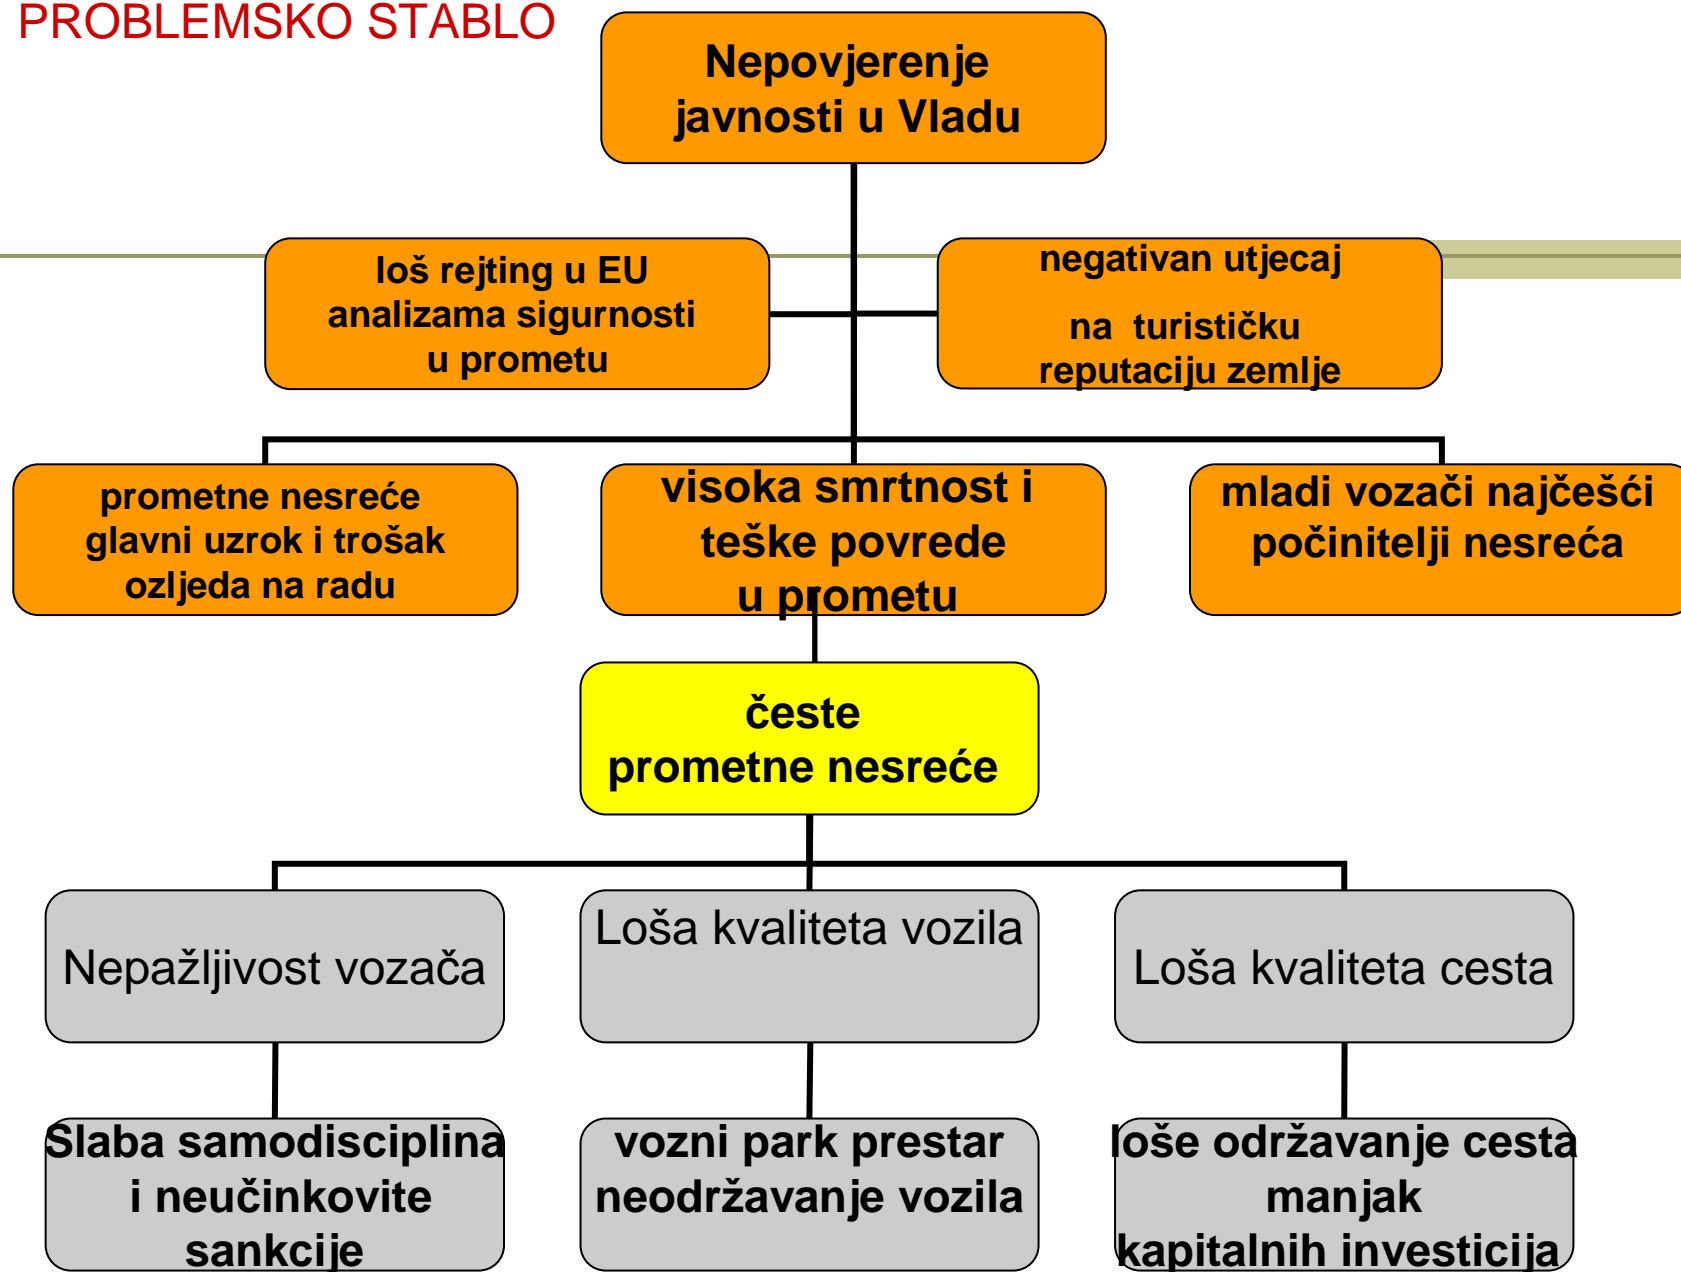 PROBLEMSKO STABLO
Nepovjerenje
javnosti u Vladu
loš rejting u EU
analizama sigurnosti
u prometu
negativan utjecaj
na turističku
reputaciju zemlje
prometne nesreće
glavni uzrok i trošak
ozljeda na radu
visoka smrtnost i
teške povrede
u prometu
mladi vozači najčešći
počinitelji nesreća
česte
prometne nesreće
Nepažljivost vozača
Loša kvaliteta vozila
Loša kvaliteta cesta
Slaba samodisciplina
i neučinkovite
sankcije
vozni park prestar
neodržavanje vozila
loše održavanje cesta
manjak
kapitalnih investicija